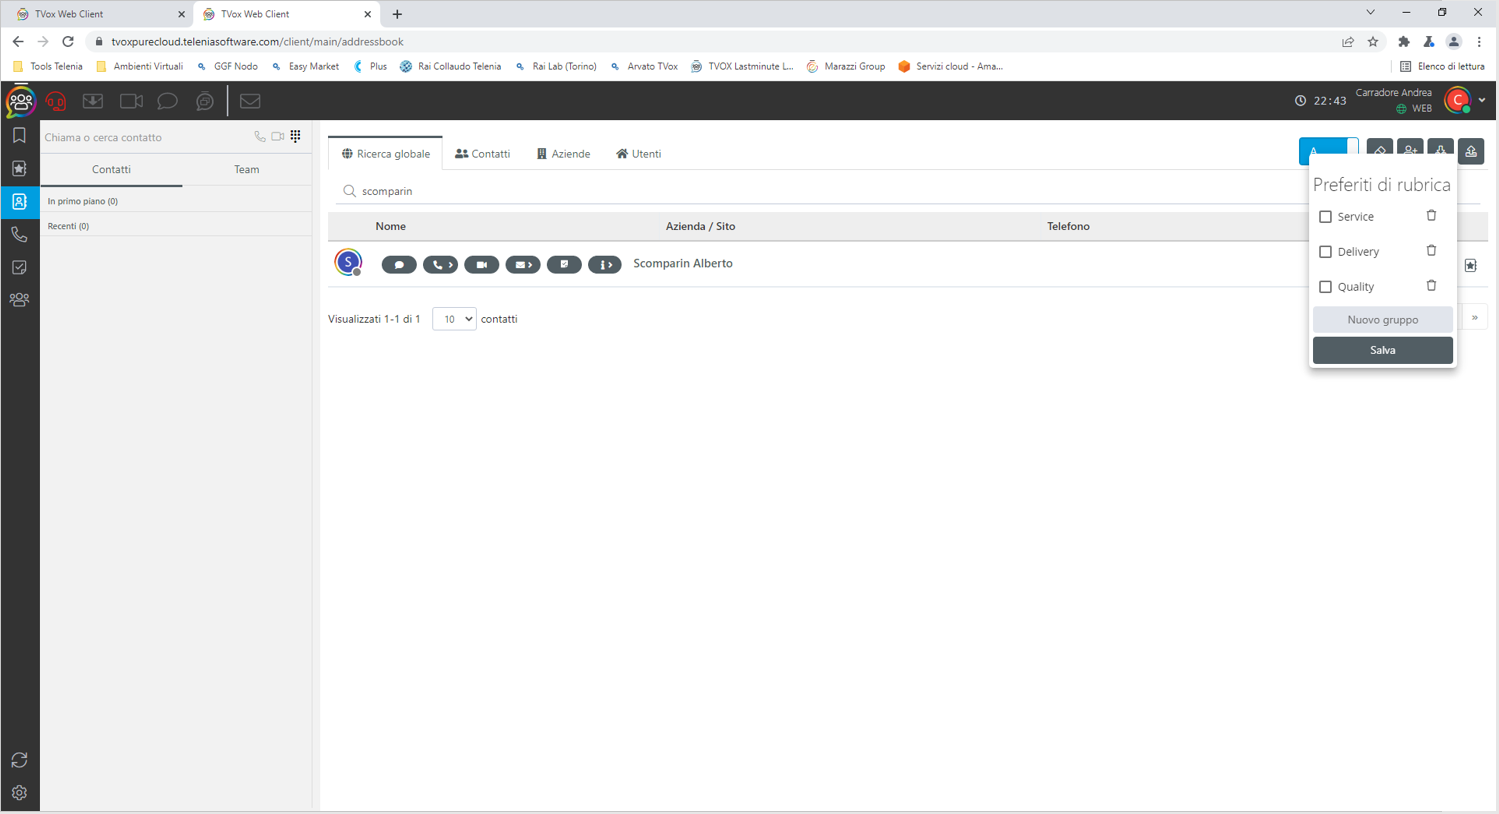 TVox Web Client
TVox Web Client
tvoxpurecloud.teleniasoftware.com/client/main/addressbook
Tools Telenia
Ambienti Virtuali
GGF Nodo
Easy Market
Plus
Rai Collaudo Telenia
Rai Lab (Torino)
Arvato TVox
TVOX Lastminute L...
Marazzi Group
Servizi cloud - Ama...
Elenco di lettura
22:43
Carradore Andrea
WEB
C
Chiama o cerca contatto
Contatti
Team
In primo piano (0)
Recenti (0)
Ricerca globale
Contatti
Aziende
Utenti
scomparin
Nome
Azienda / Sito
Telefono
S
Scomparin Alberto
Visualizzati 1-1 di 1
10
contatti
»
Preferiti di rubrica
Service
Delivery
Quality
Nuovo gruppo
Salva